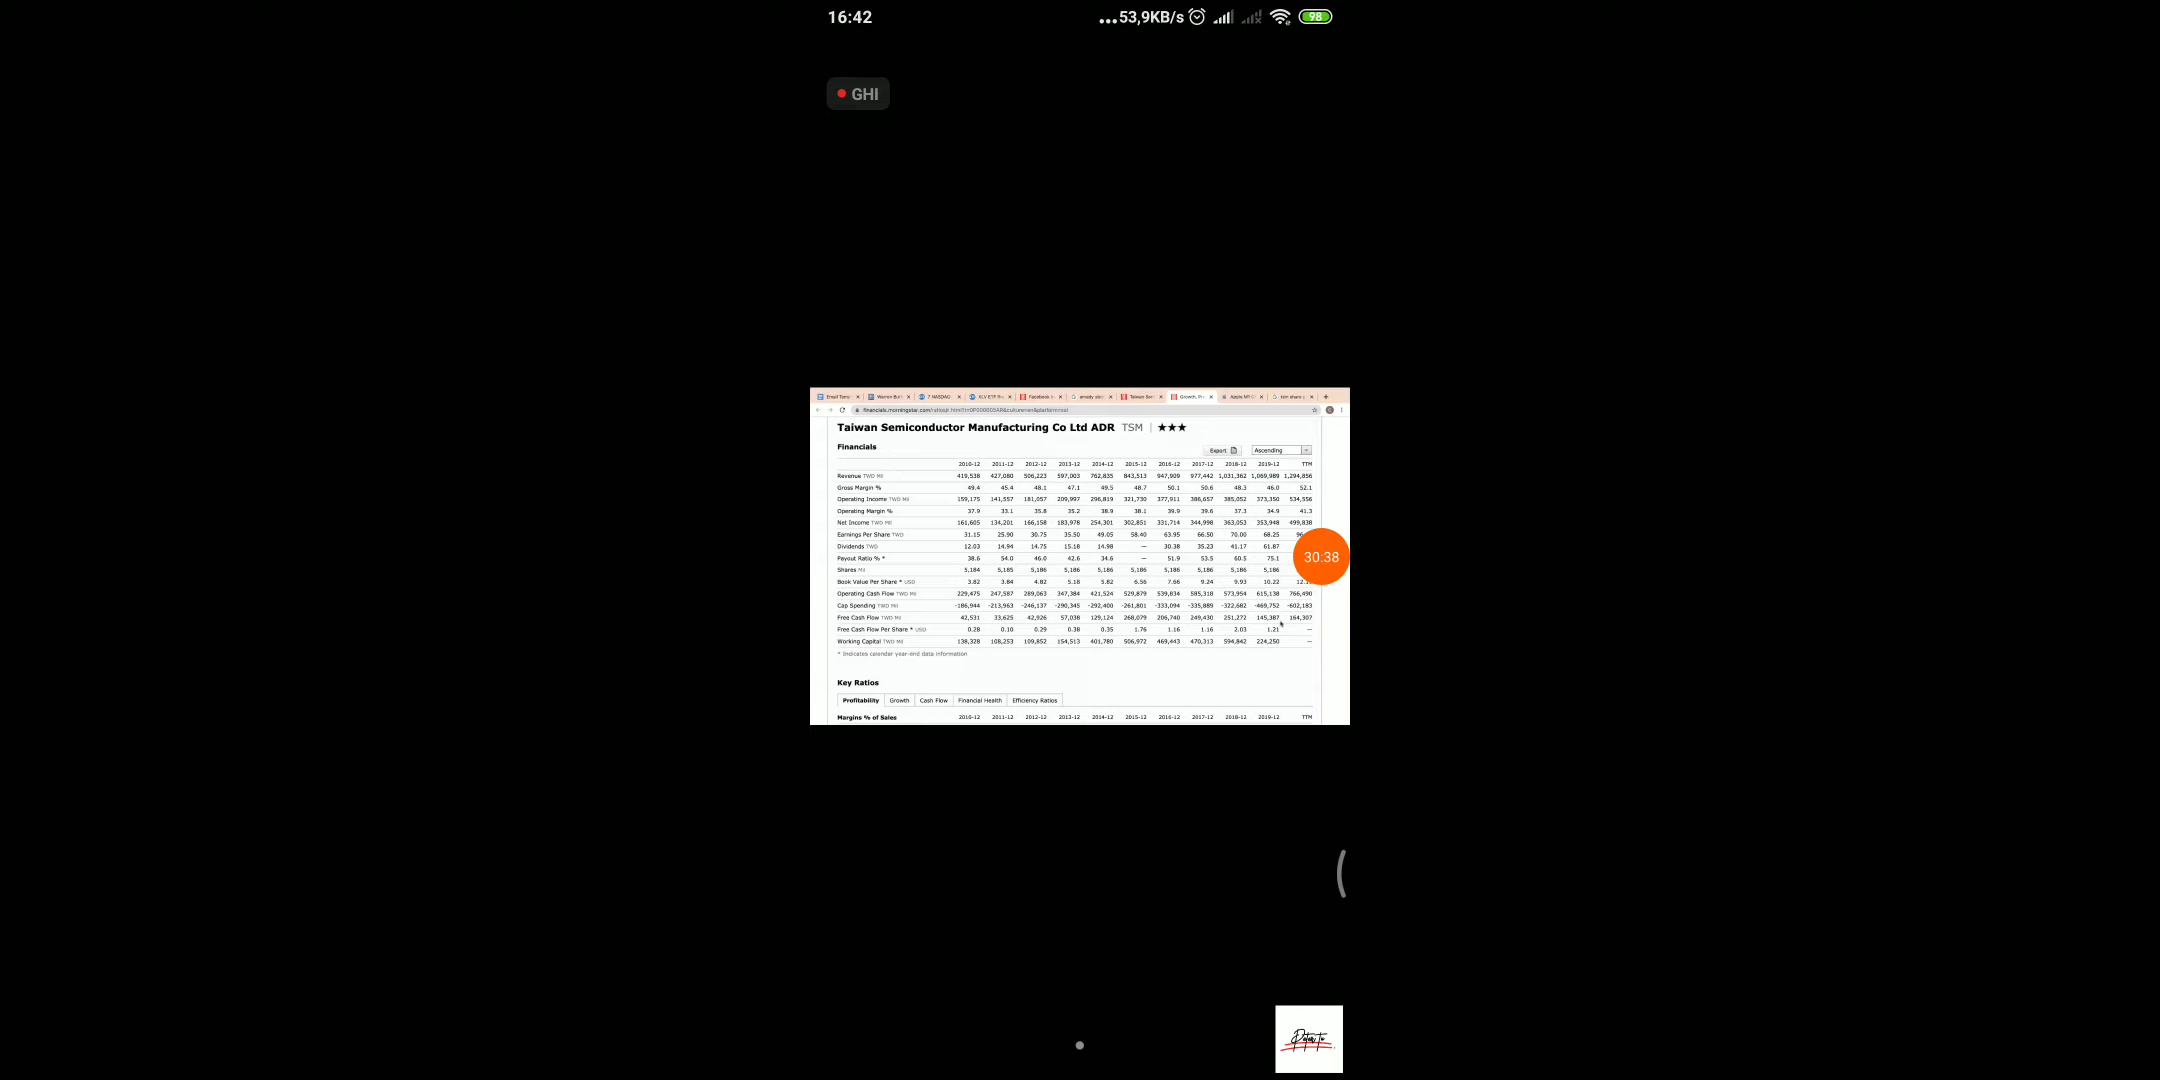 16:42
...53,9KB/s 98
GHI
Email Temp
7 NASDAQ
XLV ETF
Facebook
Growth, Pr
financials.morningstar.com
Taiwan Semiconductor Manufacturing Co Ltd ADR TSM | ★★★
Financials
Export Ascending
2010-12 2011-12 2012-12 2013-12 2014-12 2015-12 2016-12 2017-12 2018-12 2019-12 TTM
Revenue TWD Mil 419,538 427,080 506,223 597,003 762,835 843,513 947,909 977,442 1,031,362 1,069,989 1,294,856
Gross Margin % 49.4 45.4 48.1 47.1 49.5 48.7 50.1 50.6 48.3 46.0 52.1
Operating Income TWD Mil 159,175 141,557 181,057 209,997 296,819 321,730 377,911 386,657 385,052 373,350 534,556
Operating Margin % 37.9 33.1 35.8 35.2 38.9 38.1 39.9 39.6 37.3 34.9 41.3
Net Income TWD Mil 161,605 134,201 166,158 183,978 254,301 302,851 331,714 344,998 363,053 353,948 499,838
Earnings Per Share TWD 31.15 25.90 30.75 35.50 49.05 58.40 63.95 66.50 70.00 68.25
Dividends TWD 12.03 14.94 14.75 15.18 14.98 — 30.38 35.23 41.17 61.87
30:38
Payout Ratio % * 38.6 54.0 46.0 42.6 34.6 — 51.9 53.5 60.5 75.1
Shares Mil 5,184 5,185 5,186 5,186 5,186 5,186 5,186 5,186 5,186 5,186
Book Value Per Share * USD 3.82 3.84 4.82 5.18 5.82 6.56 7.66 9.24 9.93 10.22
Operating Cash Flow TWD Mil 229,475 247,587 289,063 347,384 421,524 529,879 539,834 585,318 573,954 615,138 766,490
Cap Spending TWD Mil -186,944 -213,963 -246,137 -290,345 -292,400 -261,801 -333,094 -335,889 -322,682 -469,752 -602,183
Free Cash Flow TWD Mil 42,531 33,625 42,926 57,038 129,124 268,079 206,740 249,430 251,272 145,387 164,307
Free Cash Flow Per Share * USD 0.28 0.10 0.29 0.38 0.35 1.76 1.16 1.16 2.03 1.21 —
Working Capital TWD Mil 138,328 108,253 109,852 154,513 401,780 506,972 469,443 470,313 594,842 224,250 —
* Indicates calendar year-end data information
Key Ratios
Profitability Growth Cash Flow Financial Health Efficiency Ratios
Margins % of Sales 2010-12 2011-12 2012-12 2013-12 2014-12 2015-12 2016-12 2017-12 2018-12 2019-12 TTM